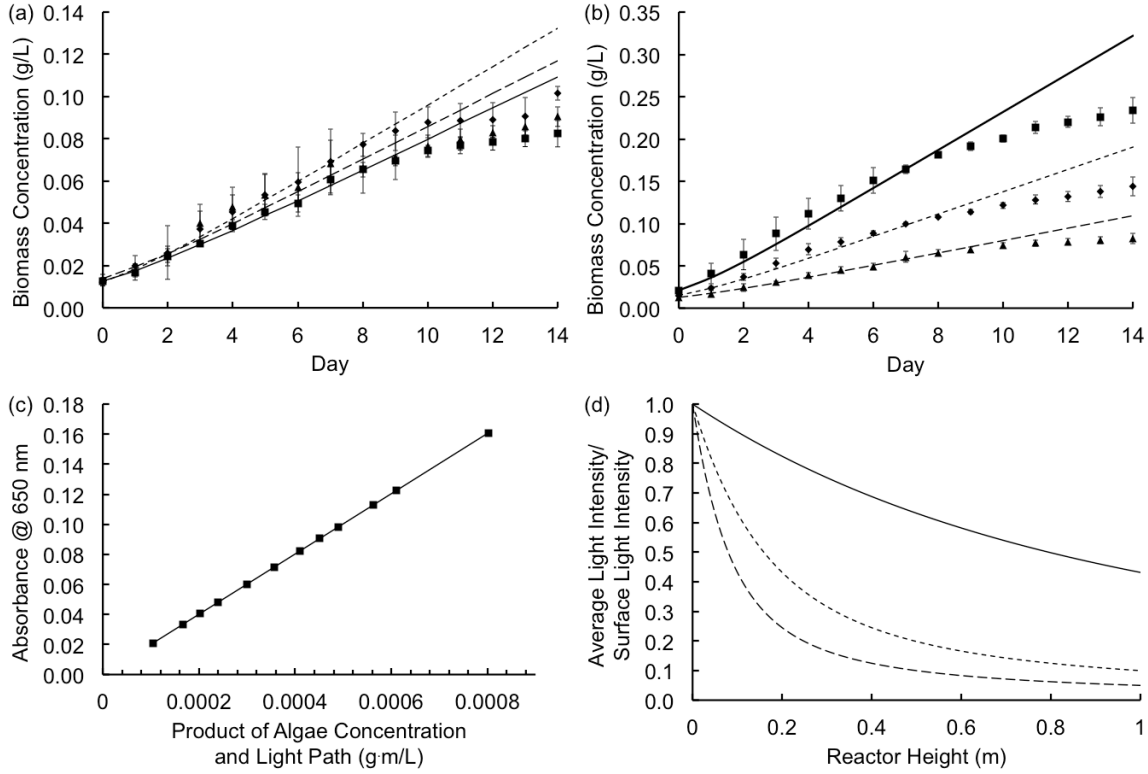 (a)
0.14
0.12
0.10
0.08
0.06
0.04
0.02
0.00
Biomass Concentration (g/L)
0 2 4 6 8 10 12 14
Day
(b)
0.35
0.30
0.25
0.20
0.15
0.10
0.05
0.00
Biomass Concentration (g/L)
0 2 4 6 8 10 12 14
Day
(c)
0.18
0.16
0.14
0.12
0.10
0.08
0.06
0.04
0.02
0.00
Absorbance @ 650 nm
0 0.0002 0.0004 0.0006 0.0008
Product of Algae Concentration
and Light Path (g·m/L)
(d)
1.0
0.9
0.8
0.7
0.6
0.5
0.4
0.3
0.2
0.1
0.0
Average Light Intensity/
Surface Light Intensity
0 0.2 0.4 0.6 0.8 1
Reactor Height (m)